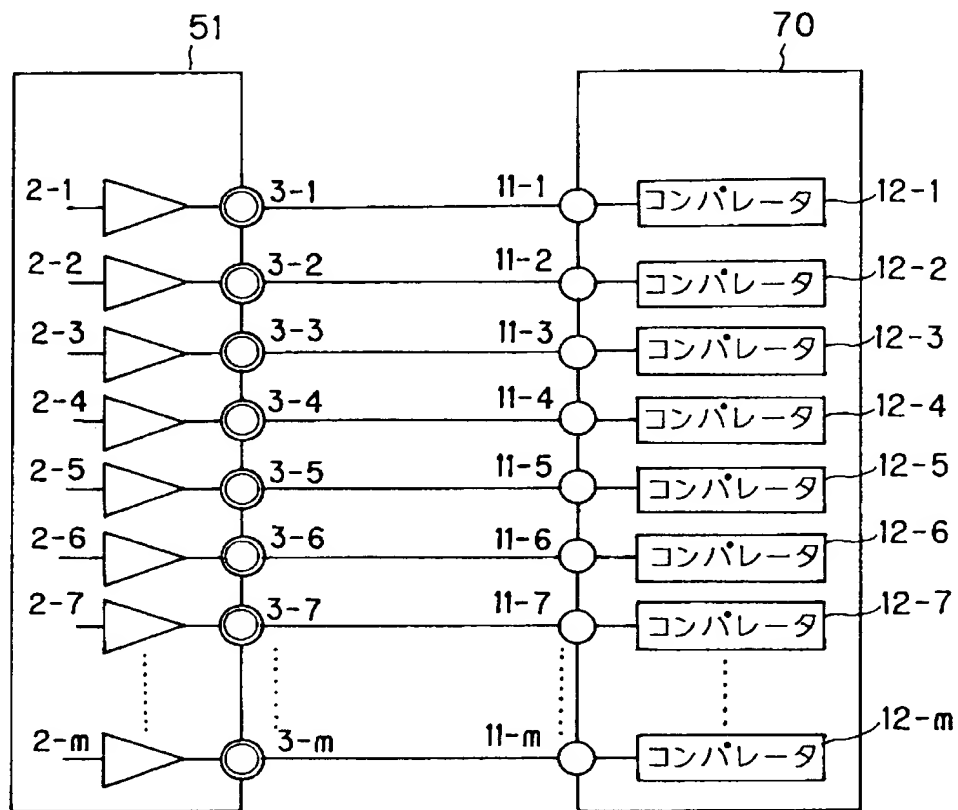 51 70
2-1 3-1 11-1 コンパレータ 12-1
2-2 3-2 11-2 コンパレータ 12-2
2-3 3-3 11-3 コンパレータ 12-3
2-4 3-4 11-4 コンパレータ 12-4
2-5 3-5 11-5 コンパレータ 12-5
2-6 3-6 11-6 コンパレータ 12-6
2-7 3-7 11-7 コンパレータ 12-7
2-m 3-m 11-m コンパレータ 12-m